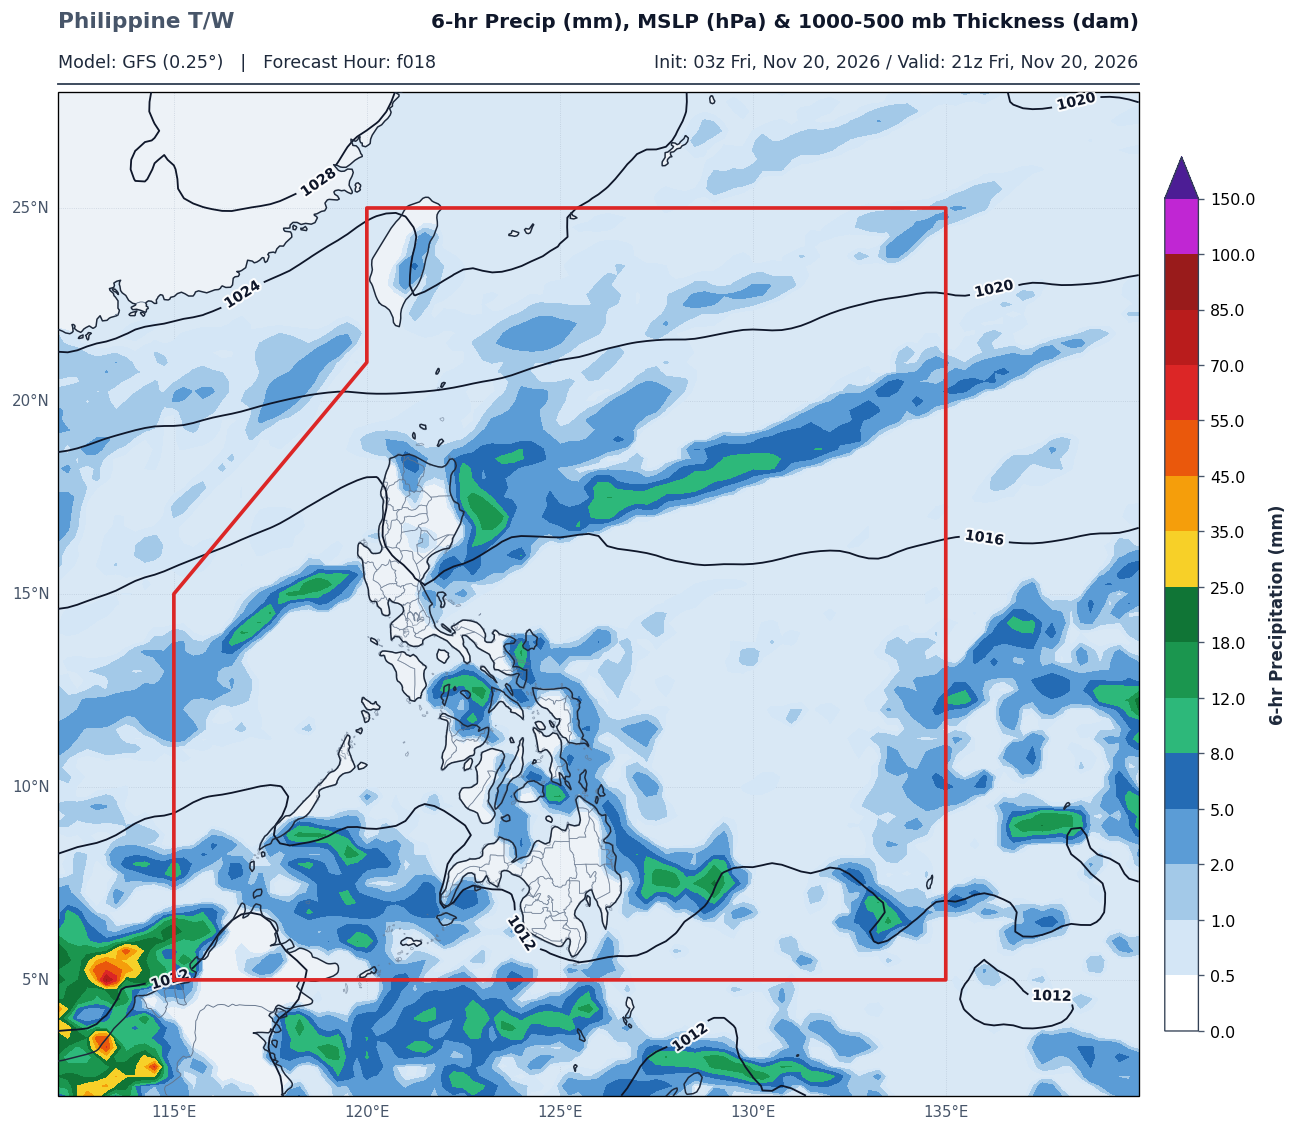 Philippine T/W
6-hr Precip (mm), MSLP (hPa) & 1000-500 mb Thickness (dam)
Model: GFS (0.25°) | Forecast Hour: f018
Init: 03z Fri, Nov 20, 2026 / Valid: 21z Fri, Nov 20, 2026
1020
1028
1024
1020
1016
1012
1012
1012
1012
25°N
20°N
15°N
10°N
5°N
115°E
120°E
125°E
130°E
135°E
150.0
100.0
85.0
70.0
55.0
45.0
35.0
25.0
18.0
12.0
8.0
5.0
2.0
1.0
0.5
0.0
6-hr Precipitation (mm)